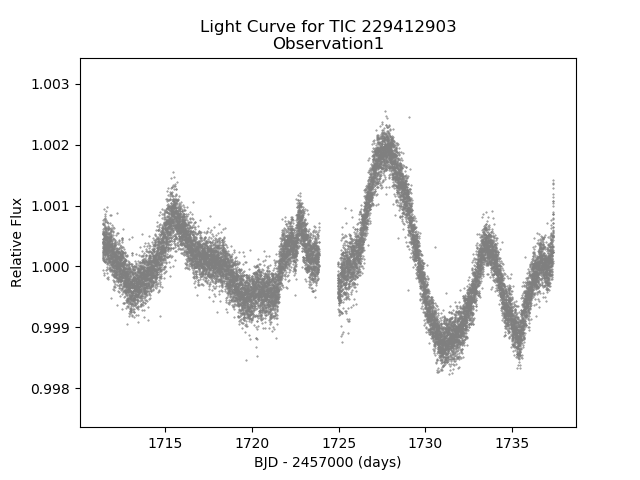 Light Curve for TIC 229412903
Observation1
1.003
1.002
1.001
1.000
0.999
0.998
Relative Flux
1715 1720 1725 1730 1735
BJD - 2457000 (days)